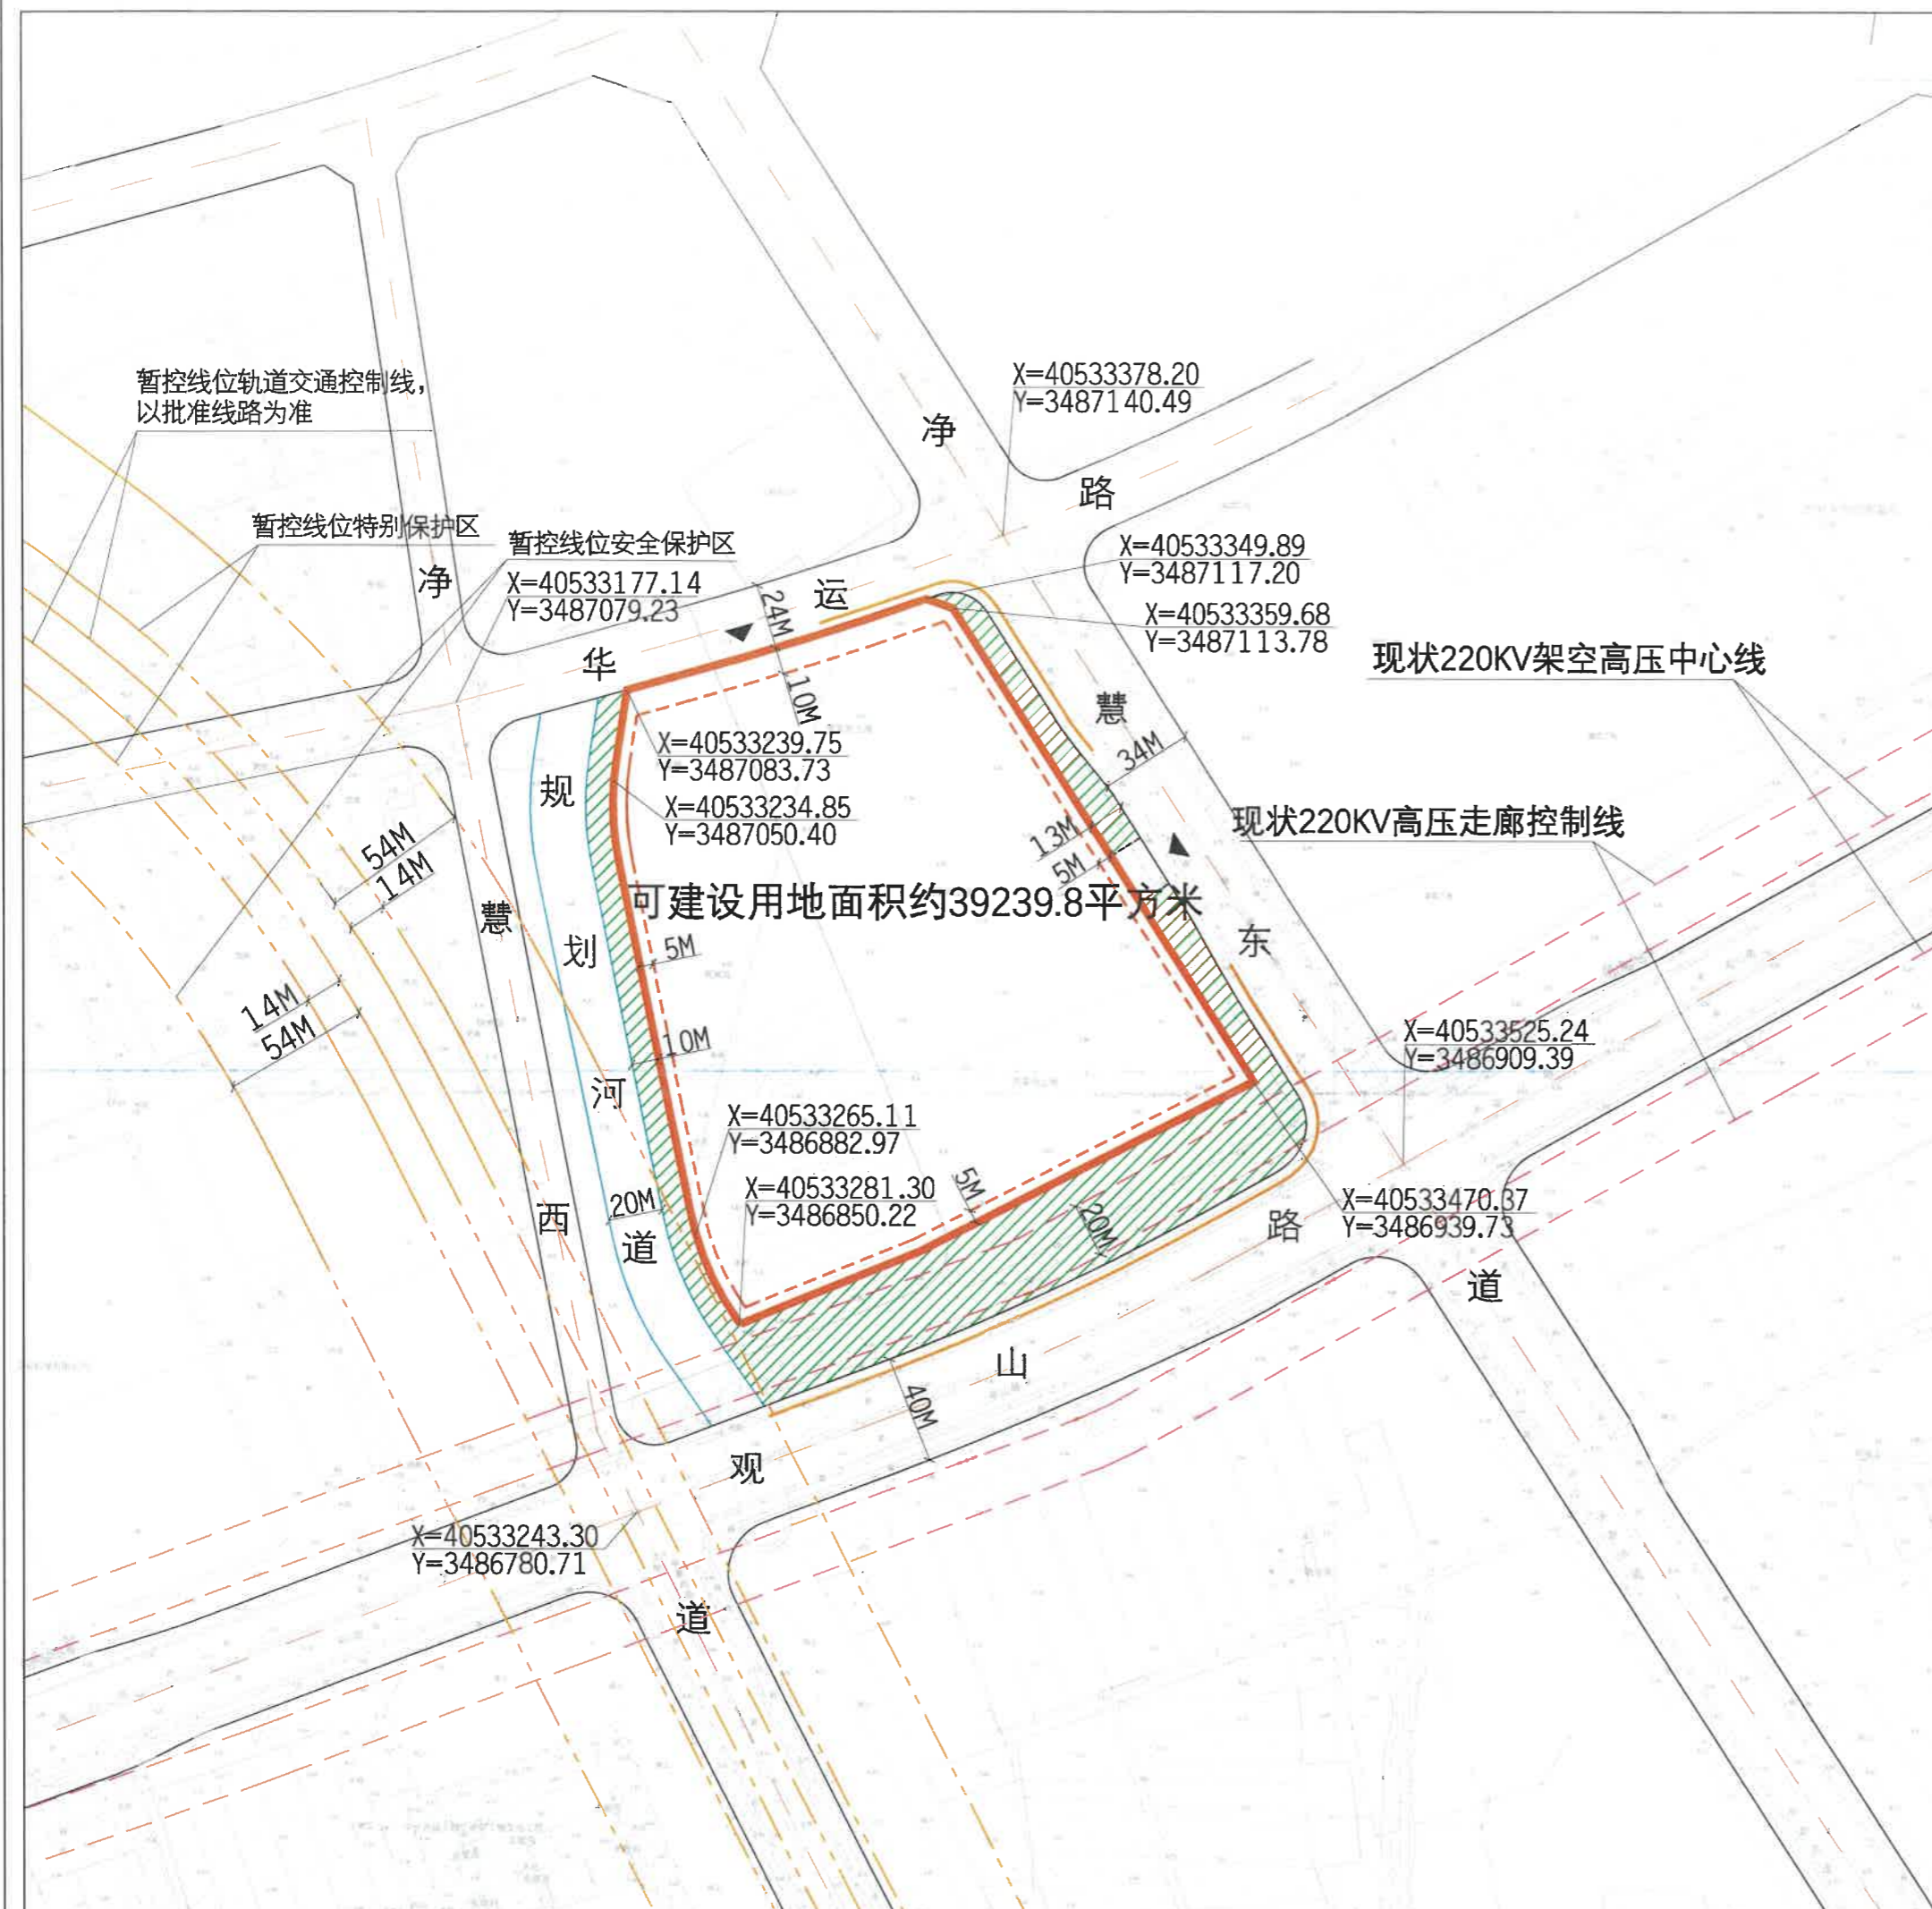 X=40533378.20
Y=3487140.49
暂控线位轨道交通控制线，
以批准线路为准
净
路
暂控线位特别保护区
暂控线位安全保护区
X=40533349.89
Y=3487117.20
净
X=40533177.14
Y=3487079.23
运
24M
X=40533359.68
Y=3487113.78
华
现状220KV架空高压中心线
10M
慧
X=40533239.75
Y=3487083.73
34M
规
X=40533234.85
Y=3487050.40
现状220KV高压走廊控制线
13M
5M
54M
14M
可建设用地面积约39239.8平方米
慧
划
5M
东
14M
54M
10M
X=40533525.24
Y=3486909.39
河
X=40533265.11
Y=3486882.97
X=40533281.30
Y=3486850.22
5M
20M
20M
X=40533470.37
Y=3486939.73
西
道
路
道
山
40M
观
X=40533243.30
Y=3486780.71
道